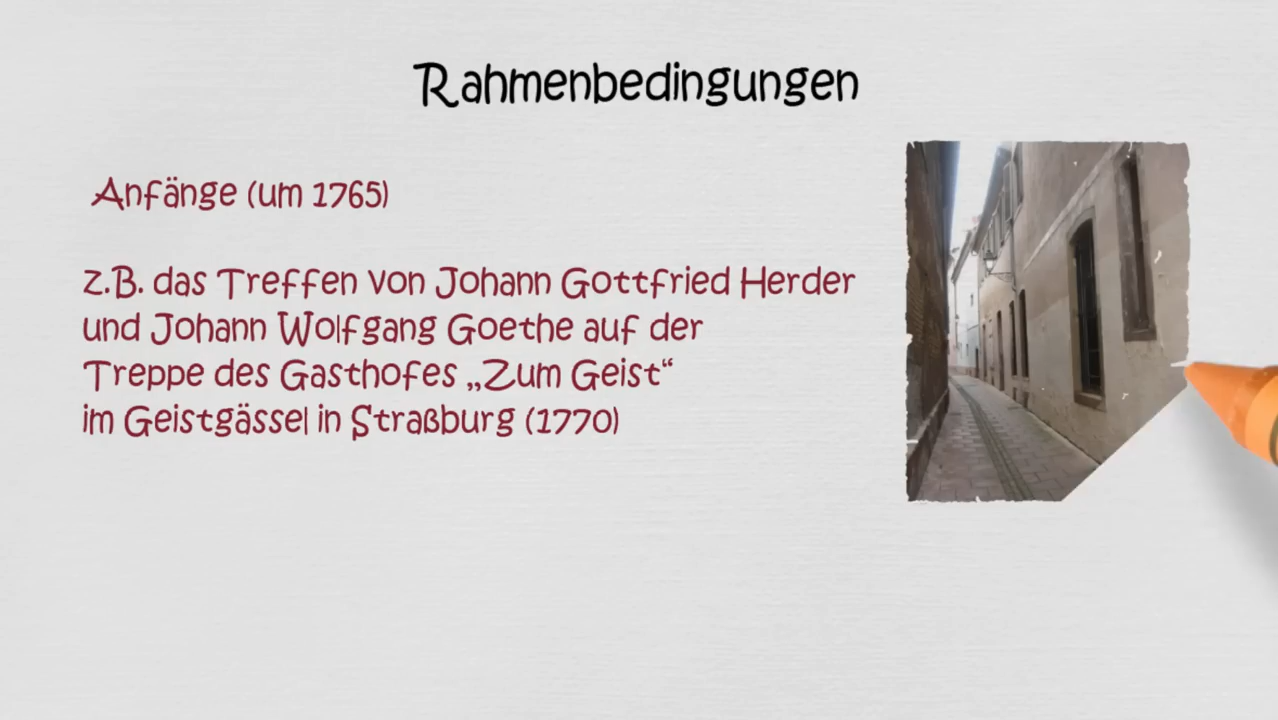 Rahmenbedingungen
Anfänge (um 1765)
z.B. das Treffen von Johann Gottfried Herder
und Johann Wolfgang Goethe auf der
Treppe des Gasthofes „Zum Geist“
im Geistgässel in Straßburg (1770)